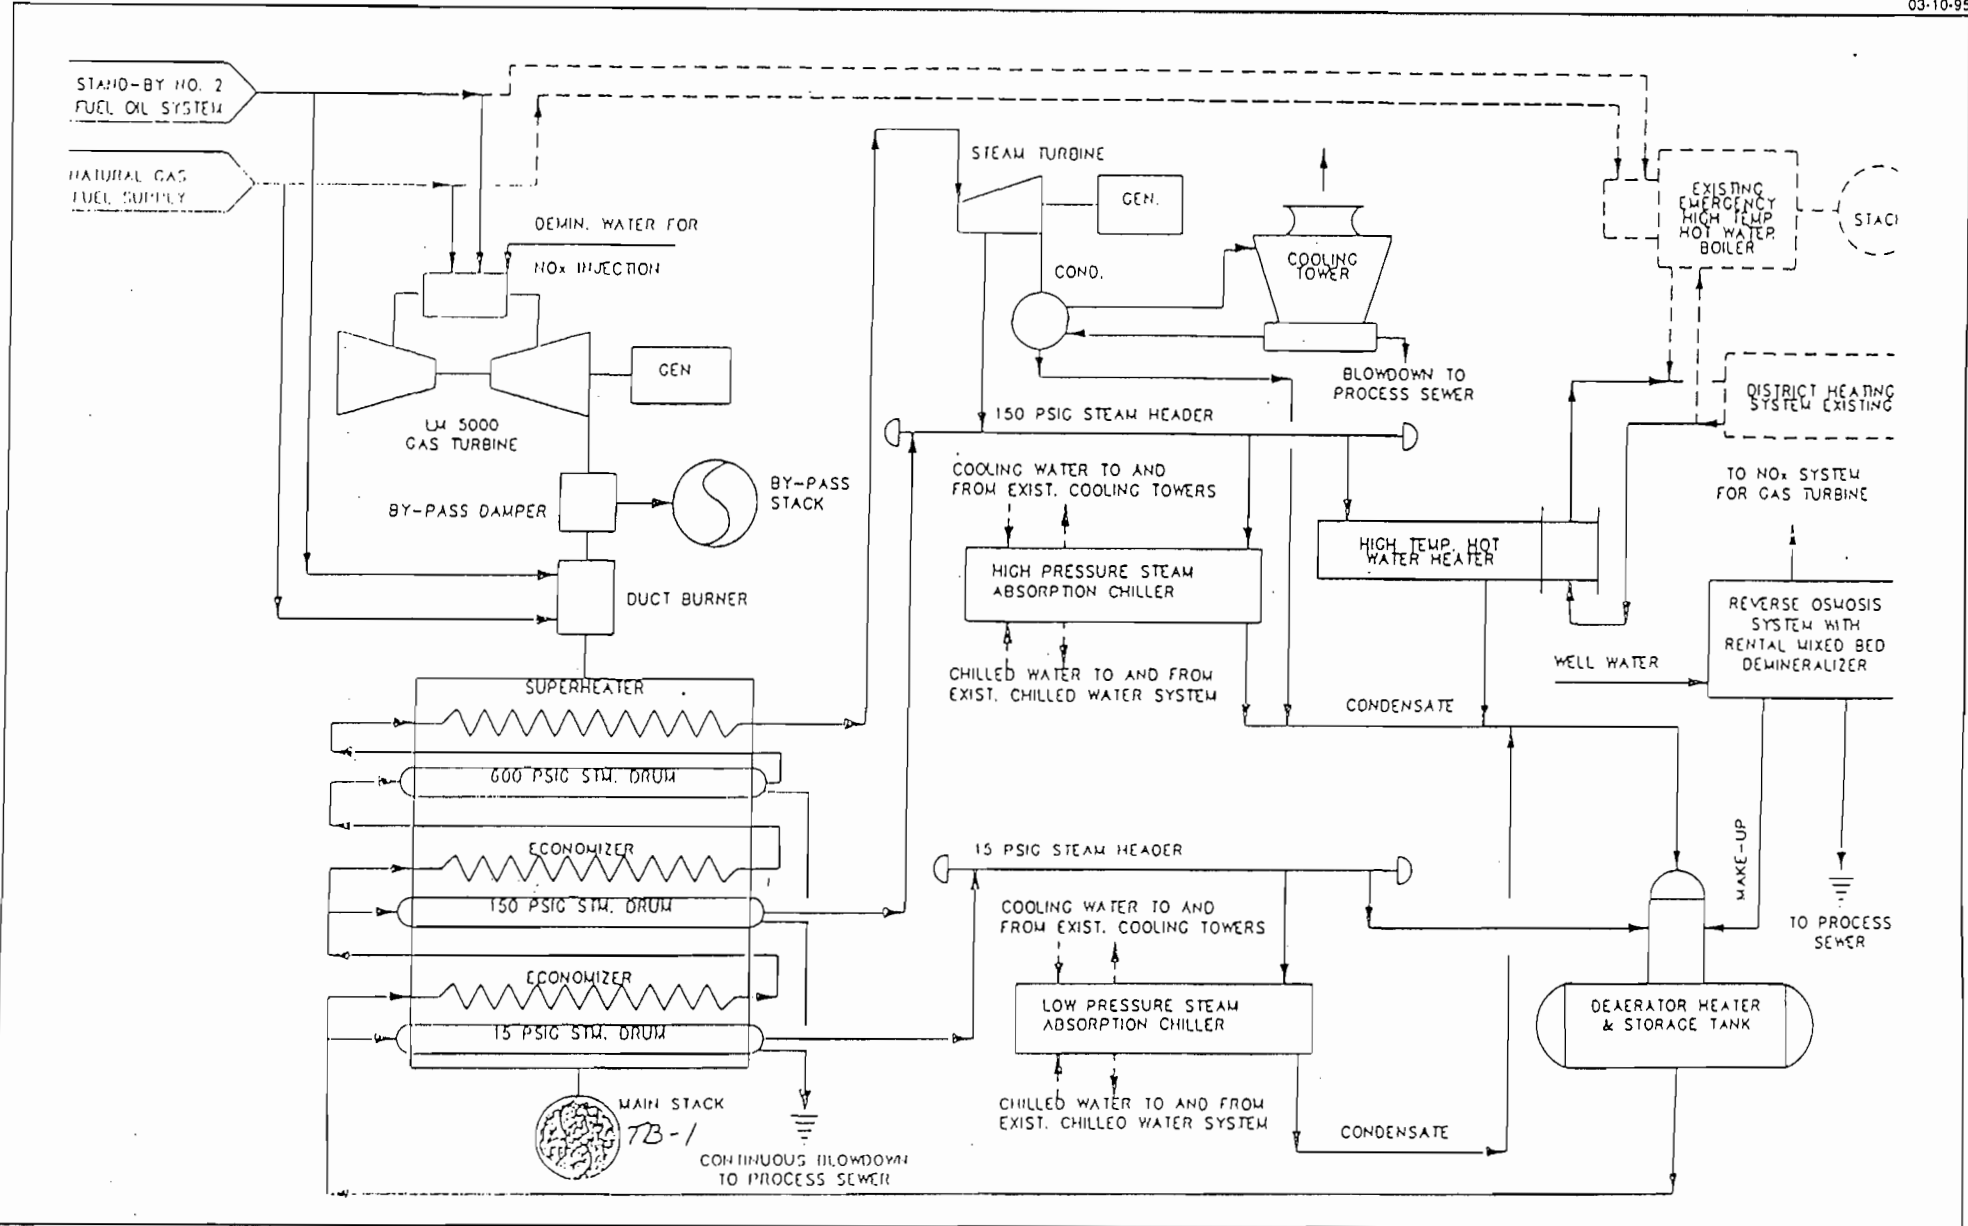 03-10-95
STAND-BY NO. 2
FUEL OIL SYSTEM
NATURAL GAS
FUEL SUPPLY
DEMIN. WATER FOR
NOx INJECTION
STEAM TURBINE
GEN.
COND.
COOLING
TOWER
BLOWDOWN TO
PROCESS SEWER
EXISTING
EMERGENCY
HIGH TEMP.
HOT WATER
BOILER
STAC
DISTRICT HEATING
SYSTEM EXISTING
GEN
LM 5000
GAS TURBINE
BY-PASS DAMPER
BY-PASS
STACK
DUCT BURNER
150 PSIG STEAM HEADER
COOLING WATER TO AND
FROM EXIST. COOLING TOWERS
HIGH PRESSURE STEAM
ABSORPTION CHILLER
CHILLED WATER TO AND FROM
EXIST. CHILLED WATER SYSTEM
HIGH TEMP. HOT
WATER HEATER
TO NOx SYSTEM
FOR GAS TURBINE
REVERSE OSMOSIS
SYSTEM WITH
RENTAL MIXED BED
DEMINERALIZER
WELL WATER
CONDENSATE
SUPERHEATER
600 PSIG STM. DRUM
ECONOMIZER
150 PSIG STM. DRUM
ECONOMIZER
15 PSIG STM. DRUM
MAIN STACK
TB-1
CONTINUOUS BLOWDOWN
TO PROCESS SEWER
15 PSIG STEAM HEADER
COOLING WATER TO AND
FROM EXIST. COOLING TOWERS
LOW PRESSURE STEAM
ABSORPTION CHILLER
CHILLED WATER TO AND FROM
EXIST. CHILLED WATER SYSTEM
CONDENSATE
MAKE-UP
TO PROCESS
SEWER
DEAERATOR HEATER
& STORAGE TANK